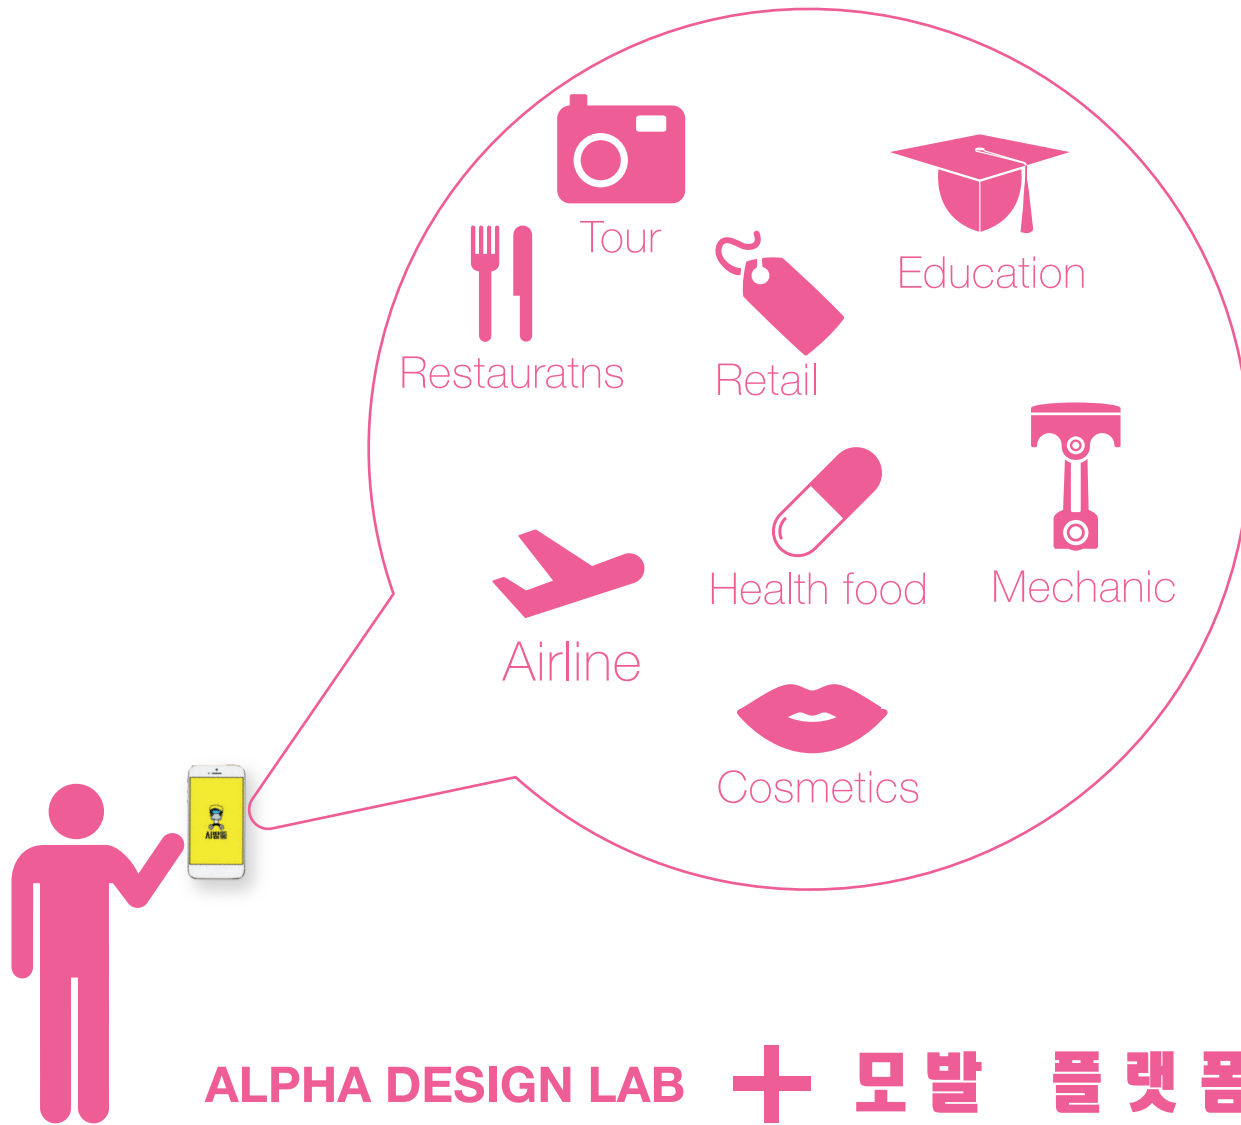 Tour
Education
Restauratns
Retail
Health food
Mechanic
Airline
Cosmetics
ALPHA DESIGN LAB + 모발 플랫폼